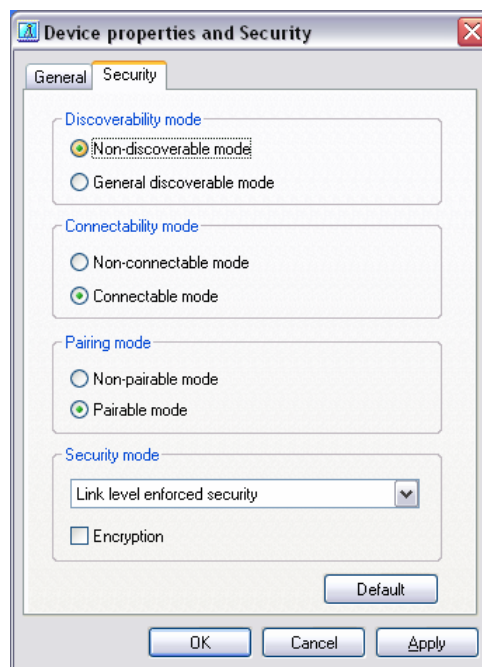 Device properties and Security
General Security
Discoverability mode
Non-discoverable mode
General discoverable mode
Connectability mode
Non-connectable mode
Connectable mode
Pairing mode
Non-pairable mode
Pairable mode
Security mode
Link level enforced security
Encryption
Default
OK Cancel Apply